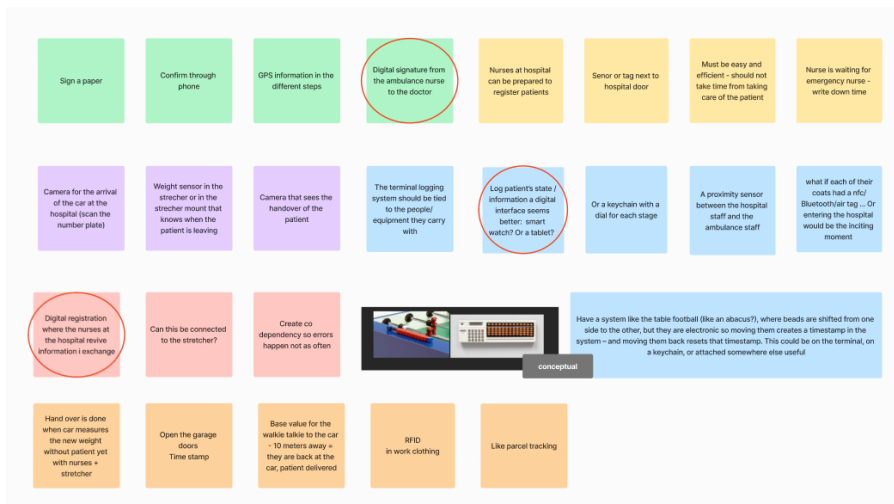 Sign a paper
Confirm through
phone
GPS information in the
different steps
Digital signature from
the ambulance nurse
to the doctor
Nurses at hospital
can be prepared to
register patients
Senor or tag next to
hospital door
Must be easy and
efficient - should not
take time from taking
care of the patient
Nurse is waiting for
emergency nurse -
write down time
Camera for the arrival
of the car at the
hospital (scan the
number plate)
Weight sensor in the
strecher or in the
strecher mount that
knows when the
patient is leaving
Camera that sees the
handover of the
patient
The terminal logging
system should be tied
to the people/
equipment they carry
with
Log patient's state /
information a digital
interface seems
better: smart
watch? Or a tablet?
Or a keychain with a
dial for each stage
A proximity sensor
between the hospital
staff and the
ambulance staff
what if each of their
coats had a nfc/
Bluetooth/air tag ... Or
entering the hospital
would be the inciting
moment
Digital registration
where the nurses at
the hospital revive
information i exchange
Can this be connected
to the stretcher?
Create co
dependency so errors
happen not as often
conceptual
Have a system like the table football (like an abacus?), where beads are shifted from
one side to the other, but they are electronic so moving them creates a timestamp in the
system – and moving them back resets that timestamp. This could be on the terminal, on
a keychain, or attached somewhere else useful
Hand over is done
when car measures
the new weight
without patient yet
with nurses +
stretcher
Open the garage
doors
Time stamp
Base value for the
walkie talkie to the car
- 10 meters away =
they are back at the
car, patient delivered
RFID
in work clothing
Like parcel tracking